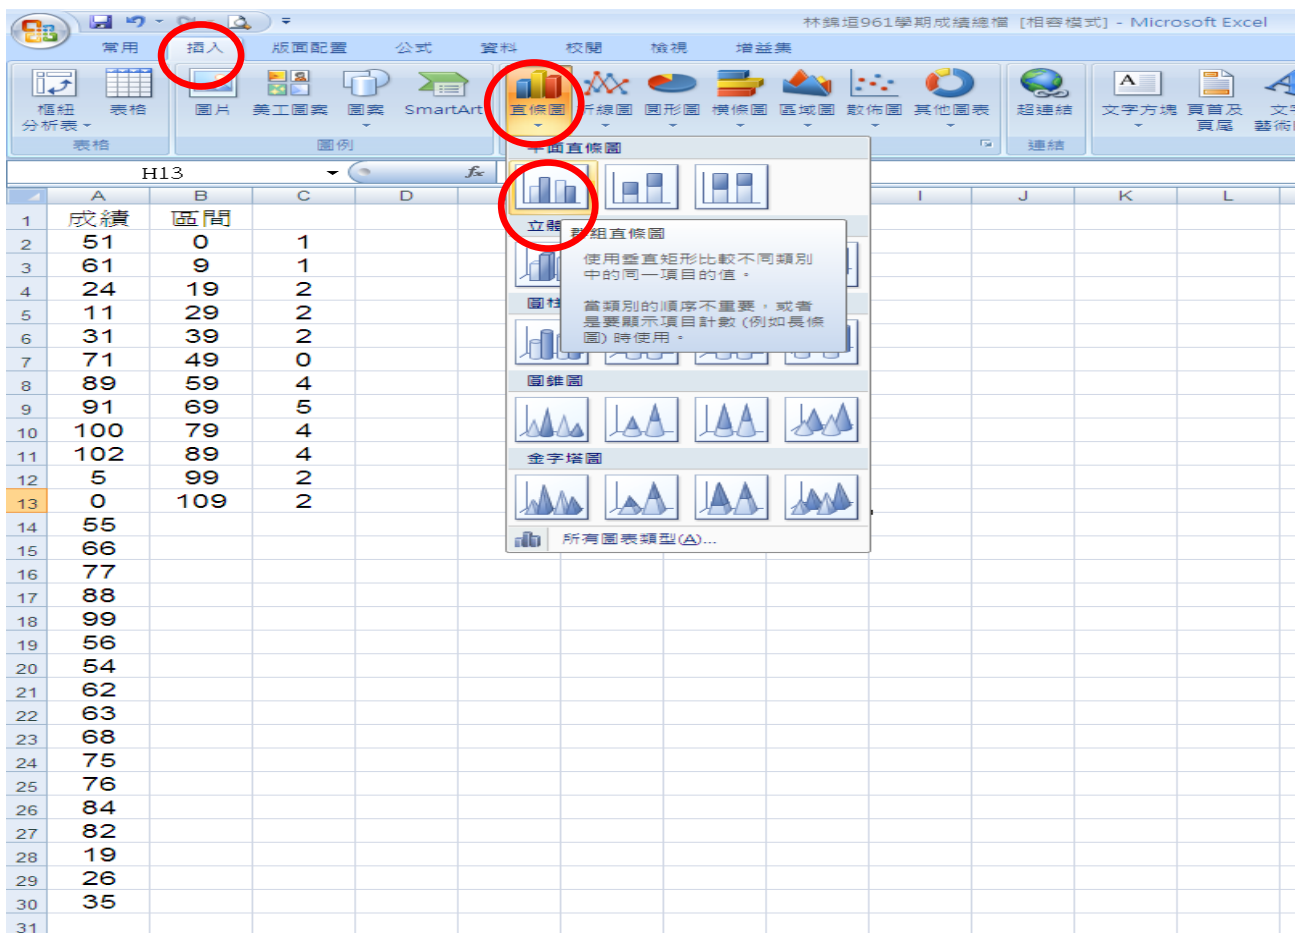 林錦垣961學期成績總檔 [相容模式] - Microsoft Excel
常用 插入 版面配置 公式 資料 校閱 檢視 增益集
樞紐分析表 表格 圖片 美工圖案 圖案 SmartArt 直條圖 折線圖 圓形圖 橫條圖 區域圖 散佈圖 其他圖表 超連結 文字方塊 頁首及頁尾
表格 圖例 連結
平面直條圖
H13 fx
A B C D I J K L
1 成績 區間
立體
群組直條圖
使用垂直矩形比較不同類別
中的同一項目的值。
當類別的順序不重要，或者
是要顯示項目計數 (例如長條
圖) 時使用。
圓柱
圓錐圖
金字塔圖
所有圖表類型(A)...
2 51 0 1
3 61 9 1
4 24 19 2
5 11 29 2
6 31 39 2
7 71 49 0
8 89 59 4
9 91 69 5
10 100 79 4
11 102 89 4
12 5 99 2
13 0 109 2
14 55
15 66
16 77
17 88
18 99
19 56
20 54
21 62
22 63
23 68
24 75
25 76
26 84
27 82
28 19
29 26
30 35
31